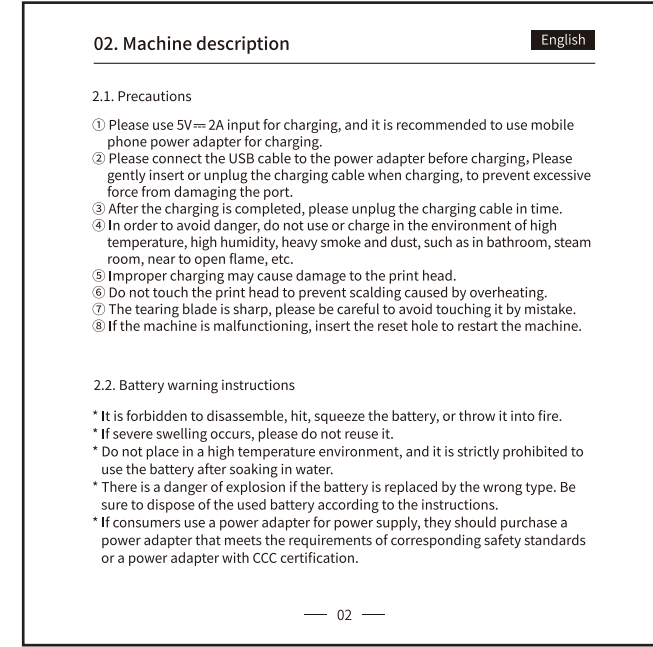 02. Machine description
English
2.1. Precautions
① Please use 5V⎓2A input for charging, and it is recommended to use mobile
phone power adapter for charging.
② Please connect the USB cable to the power adapter before charging, Please
gently insert or unplug the charging cable when charging, to prevent excessive
force from damaging the port.
③ After the charging is completed, please unplug the charging cable in time.
④ In order to avoid danger, do not use or charge in the environment of high
temperature, high humidity, heavy smoke and dust, such as in bathroom, steam
room, near to open flame, etc.
⑤ Improper charging may cause damage to the print head.
⑥ Do not touch the print head to prevent scalding caused by overheating.
⑦ The tearing blade is sharp, please be careful to avoid touching it by mistake.
⑧ If the machine is malfunctioning, insert the reset hole to restart the machine.
2.2. Battery warning instructions
* It is forbidden to disassemble, hit, squeeze the battery, or throw it into fire.
* If severe swelling occurs, please do not reuse it.
* Do not place in a high temperature environment, and it is strictly prohibited to
use the battery after soaking in water.
* There is a danger of explosion if the battery is replaced by the wrong type. Be
sure to dispose of the used battery according to the instructions.
* If consumers use a power adapter for power supply, they should purchase a
power adapter that meets the requirements of corresponding safety standards
or a power adapter with CCC certification.
— 02 —